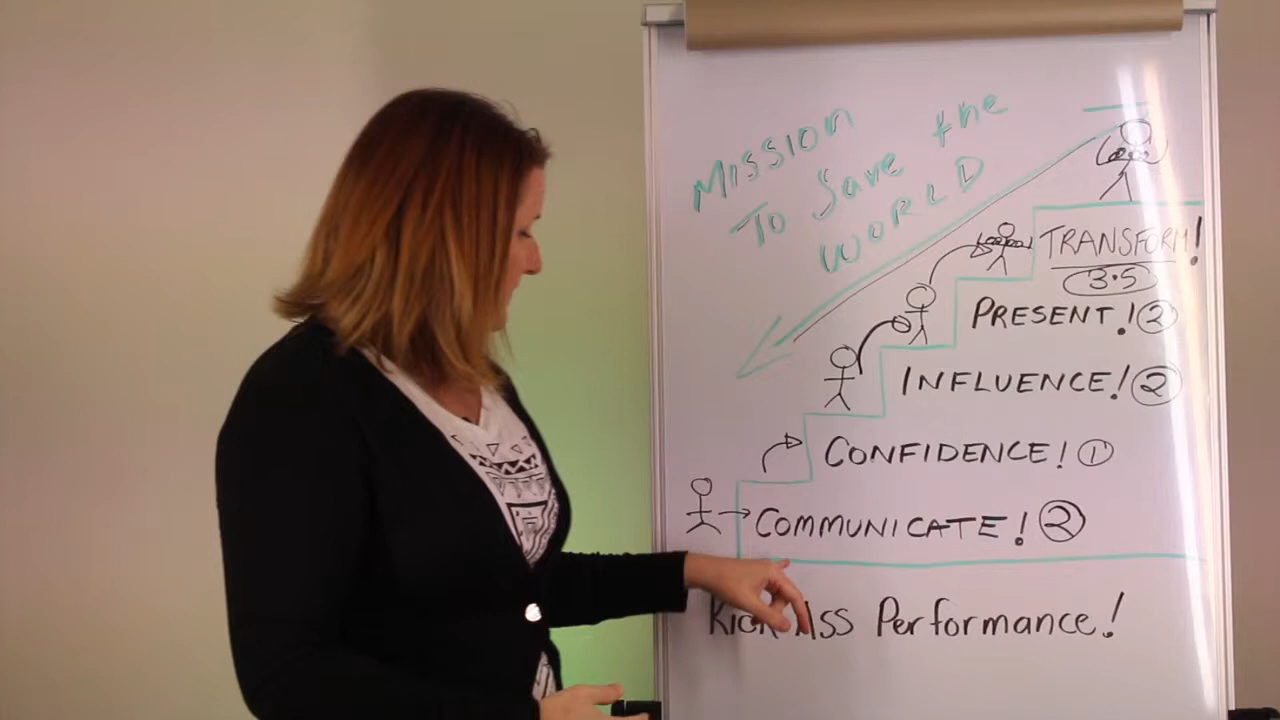 MISSION
To Save the
WORLD
TRANSFORM!
3.5
PRESENT! 2
INFLUENCE! 2
CONFIDENCE! 1
COMMUNICATE! 2
Kick Ass Performance!